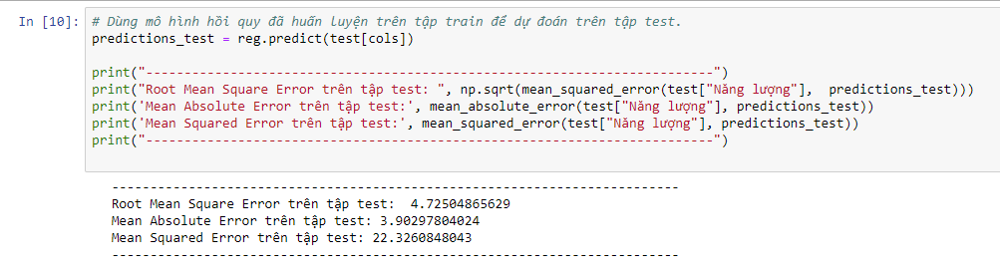 In [10]: # Dùng mô hình hồi quy đã huấn luyện trên tập train để dự đoán trên tập test.
predictions_test = reg.predict(test[cols])
print("-------------------------------------------------------------------------")
print("Root Mean Square Error trên tập test: ", np.sqrt(mean_squared_error(test["Năng lượng"],  predictions_test)))
print('Mean Absolute Error trên tập test:', mean_absolute_error(test["Năng lượng"], predictions_test))
print('Mean Squared Error trên tập test:', mean_squared_error(test["Năng lượng"], predictions_test))
print("-------------------------------------------------------------------------")
-------------------------------------------------------------------------
Root Mean Square Error trên tập test:  4.72504865629
Mean Absolute Error trên tập test: 3.90297804024
Mean Squared Error trên tập test: 22.3260848043
-------------------------------------------------------------------------